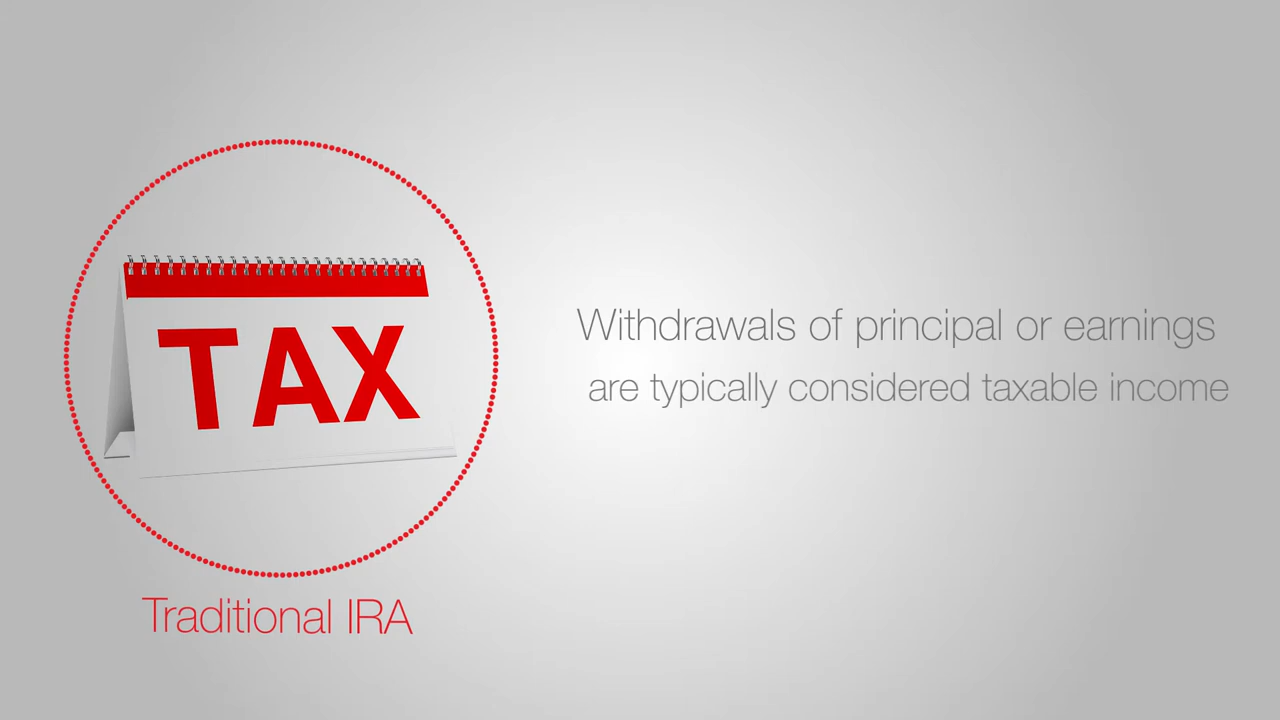 TAX
Traditional IRA
Withdrawals of principal or earnings
are typically considered taxable income